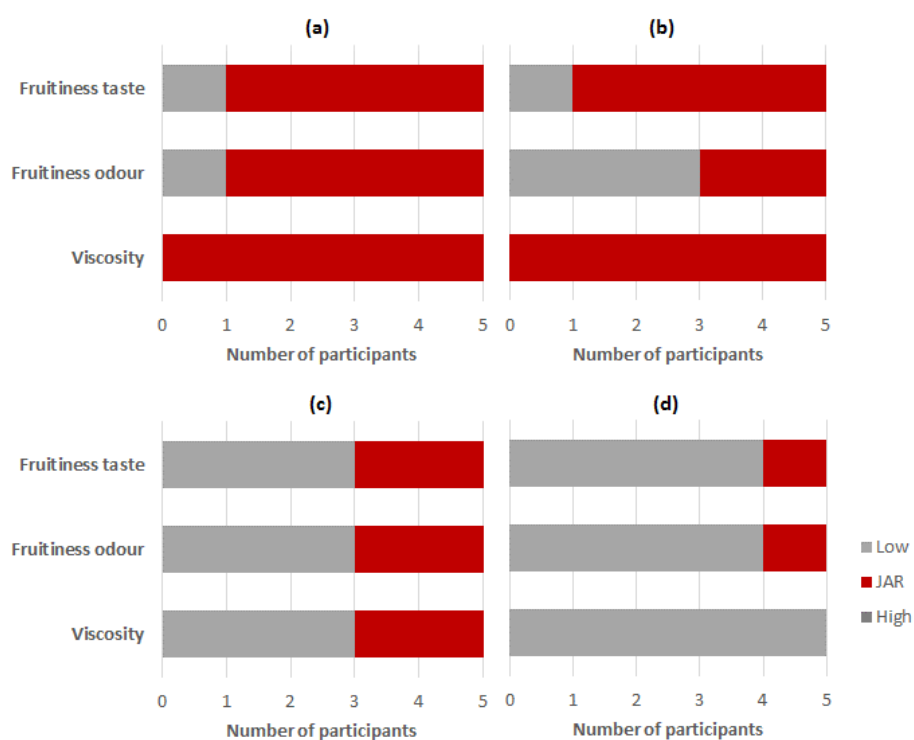 (a) (b)
Fruitiness taste
Fruitiness odour
Viscosity
0 1 2 3 4 5 0 1 2 3 4 5
Number of participants Number of participants
(c) (d)
Fruitiness taste
Fruitiness odour
Low
JAR
Viscosity
High
0 1 2 3 4 5 0 1 2 3 4 5
Number of participants Number of participants